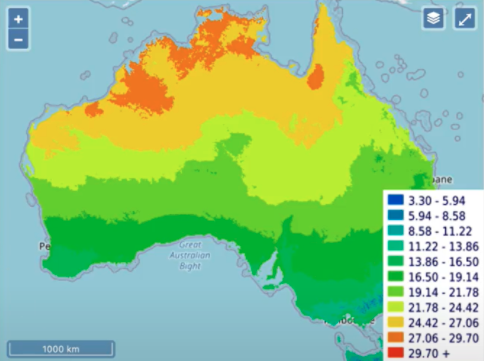 +
−
ane
Pe
Great
Australian
Bight
1000 km
3.30 - 5.94
5.94 - 8.58
8.58 - 11.22
11.22 - 13.86
13.86 - 16.50
16.50 - 19.14
19.14 - 21.78
21.78 - 24.42
24.42 - 27.06
27.06 - 29.70
29.70 +